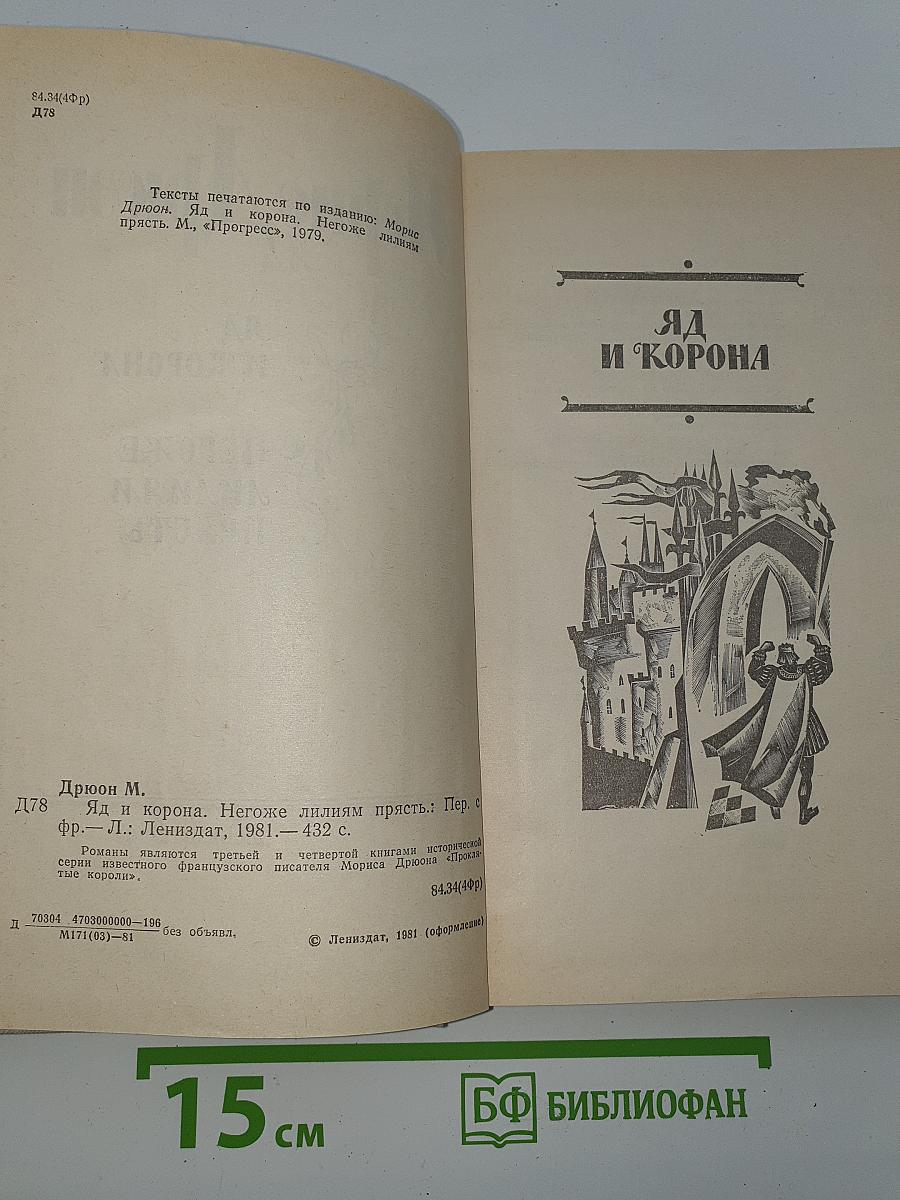 84.34(4Фр)
Д78
Тексты печатаются по изданию: Морис
Дрюон. Яд и корона. Негоже лилиям
прясть. М., «Прогресс», 1979.
Дрюон М.
Д78 Яд и корона. Негоже лилиям прясть.: Пер. с
фр.— Л.: Лениздат, 1981.— 432 с.
Романы являются третьей и четвертой книгами исторической
серии известного французского писателя Мориса Дрюона «Прокля-
тые короли».
84.34(4Фр)
Д 70304 4703000000—196
М171(03)—81 без объявл.
© Лениздат, 1981 (оформление)
ЯД
И КОРОНА
15 см
БФ БИБЛИОФАН